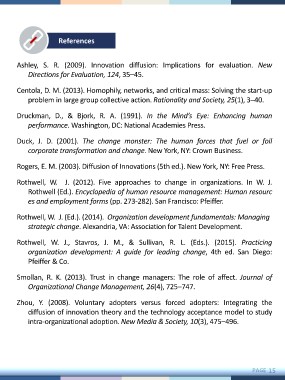 References
Ashley, S. R. (2009). Innovation diffusion: Implications for evaluation. New
Directions for Evaluation, 124, 35–45.
Centola, D. M. (2013). Homophily, networks, and critical mass: Solving the start-up
problem in large group collective action. Rationality and Society, 25(1), 3–40.
Druckman, D., & Bjork, R. A. (1991). In the Mind's Eye: Enhancing human
performance. Washington, DC: National Academies Press.
Duck, J. D. (2001). The change monster: The human forces that fuel or foil
corporate transformation and change. New York, NY: Crown Business.
Rogers, E. M. (2003). Diffusion of Innovations (5th ed.). New York, NY: Free Press.
Rothwell, W. J. (2012). Five approaches to change in organizations. In W. J.
Rothwell (Ed.). Encyclopedia of human resource management: Human resourc
es and employment forms (pp. 273-282). San Francisco: Pfeiffer.
Rothwell, W. J. (Ed.). (2014). Organization development fundamentals: Managing
strategic change. Alexandria, VA: Association for Talent Development.
Rothwell, W. J., Stavros, J. M., & Sullivan, R. L. (Eds.). (2015). Practicing
organization development: A guide for leading change, 4th ed. San Diego:
Pfeiffer & Co.
Smollan, R. K. (2013). Trust in change managers: The role of affect. Journal of
Organizational Change Management, 26(4), 725–747.
Zhou, Y. (2008). Voluntary adopters versus forced adopters: Integrating the
diffusion of innovation theory and the technology acceptance model to study
intra-organizational adoption. New Media & Society, 10(3), 475–496.
PAGE 15